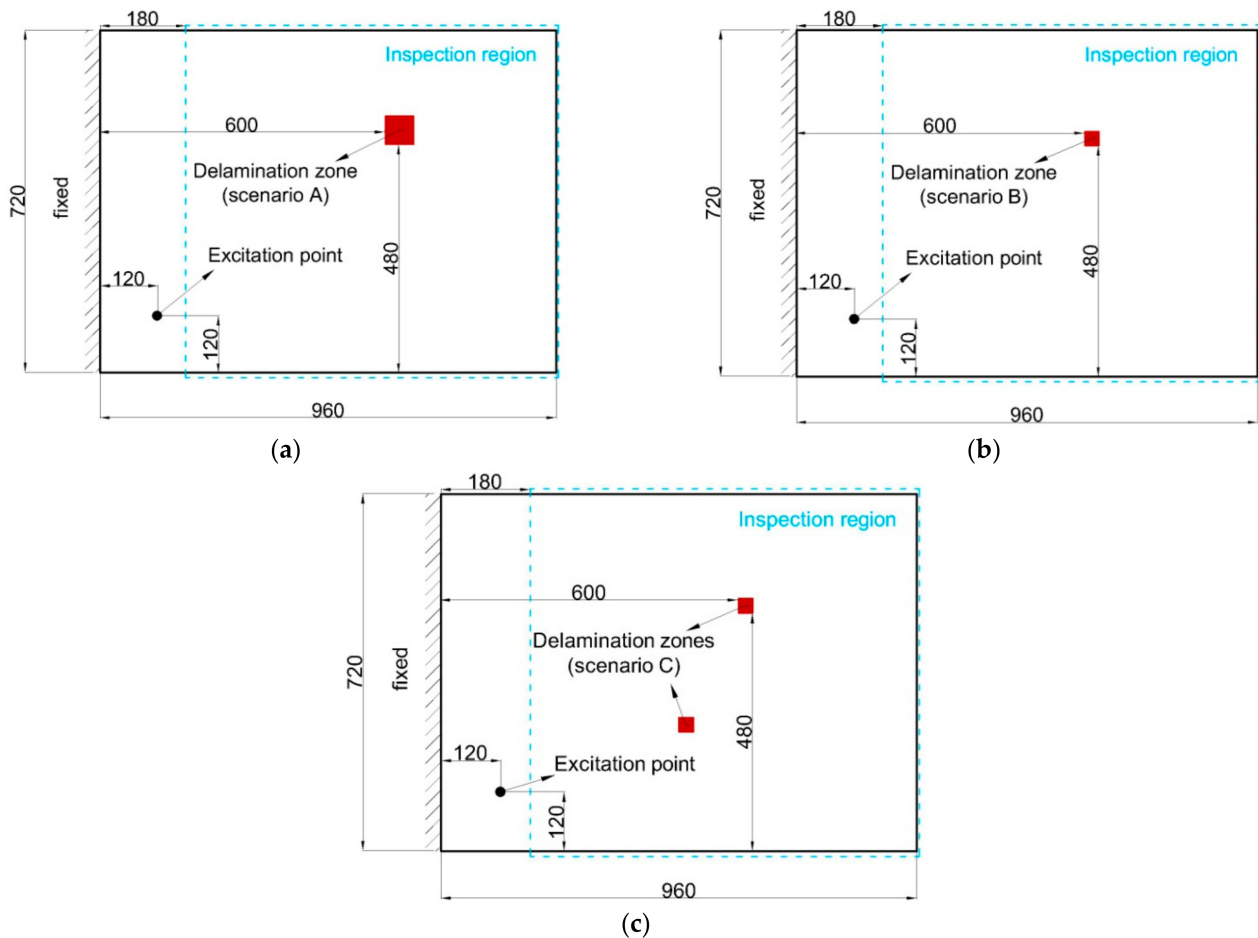 180
Inspection region
600
Delamination zone
(scenario A)
720
fixed
480
Excitation point
120
120
960
(a)
180
Inspection region
600
Delamination zone
(scenario B)
720
fixed
480
Excitation point
120
120
960
(b)
180
Inspection region
600
Delamination zones
(scenario C)
720
fixed
480
120
Excitation point
120
960
(c)